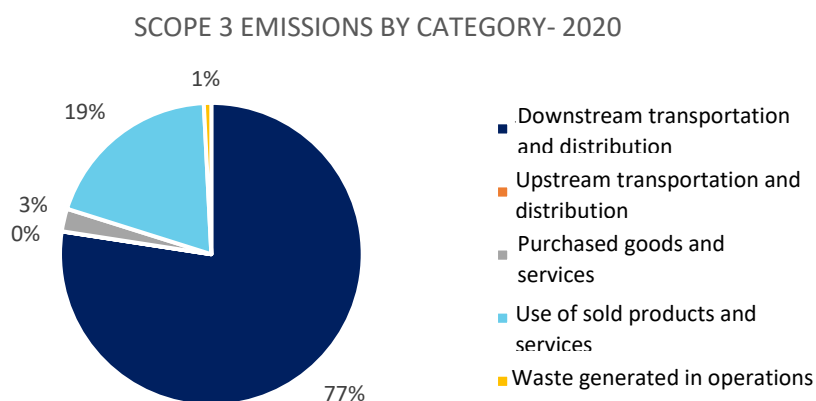 SCOPE 3 EMISSIONS BY CATEGORY- 2020
1%
19%
3%
0%
77%
Downstream transportation
and distribution
Upstream transportation and
distribution
Purchased goods and
services
Use of sold products and
services
Waste generated in operations